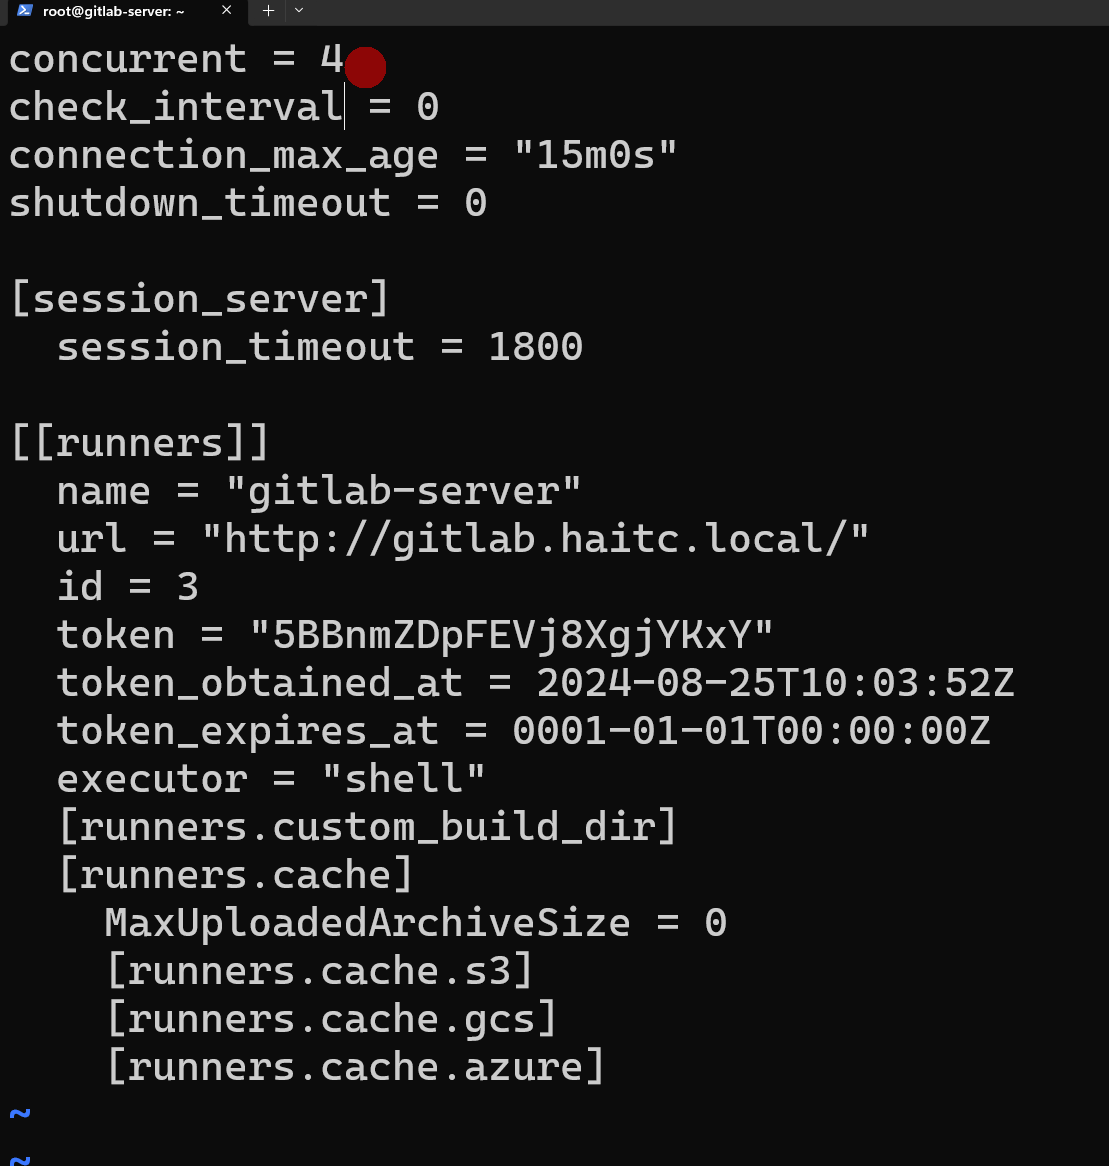 root@gitlab-server: ~
concurrent = 4
check_interval = 0
connection_max_age = "15m0s"
shutdown_timeout = 0
[session_server]
  session_timeout = 1800
[[runners]]
  name = "gitlab-server"
  url = "http://gitlab.haitc.local/"
  id = 3
  token = "5BBnmZDpFEVj8XgjYKxY"
  token_obtained_at = 2024-08-25T10:03:52Z
  token_expires_at = 0001-01-01T00:00:00Z
  executor = "shell"
  [runners.custom_build_dir]
  [runners.cache]
    MaxUploadedArchiveSize = 0
    [runners.cache.s3]
    [runners.cache.gcs]
    [runners.cache.azure]
~
~